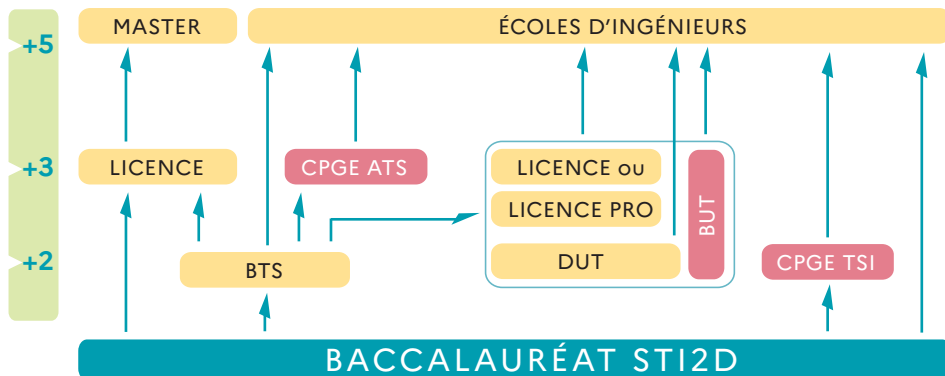 MASTER
ÉCOLES D'INGÉNIEURS
+5
+3
LICENCE
CPGE ATS
LICENCE ou
LICENCE PRO
BUT
+2
BTS
DUT
CPGE TSI
BACCALAURÉAT STI2D